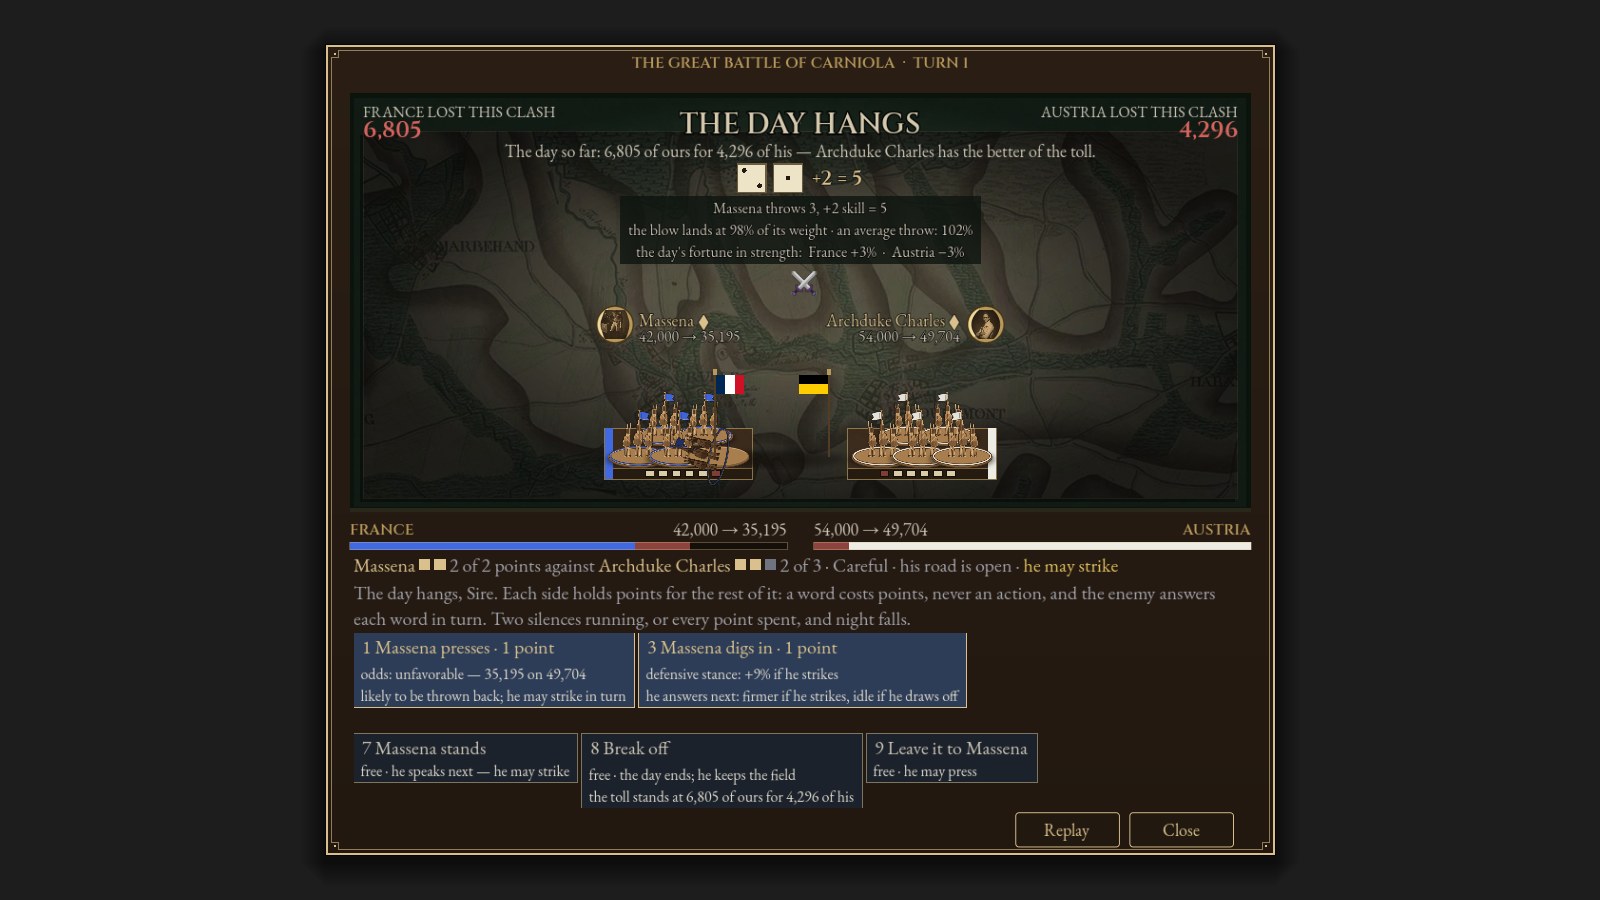 THE GREAT BATTLE OF CARNIOLA · TURN 1
FRANCE LOST THIS CLASH
6,805
THE DAY HANGS
AUSTRIA LOST THIS CLASH
4,296
The day so far: 6,805 of ours for 4,296 of his — Archduke Charles has the better of the toll.
+2 = 5
Massena throws 3, +2 skill = 5
the blow lands at 98% of its weight · an average throw: 102%
the day's fortune in strength: France +3% · Austria −3%
Massena
42,000 → 35,195
Archduke Charles
54,000 → 49,704
FRANCE
42,000 → 35,195
54,000 → 49,704
AUSTRIA
Massena 2 of 2 points against Archduke Charles 2 of 3 · Careful · his road is open · he may strike
The day hangs, Sire. Each side holds points for the rest of it: a word costs points, never an action, and the enemy answers
each word in turn. Two silences running, or every point spent, and night falls.
1 Massena presses · 1 point
odds: unfavorable — 35,195 on 49,704
likely to be thrown back; he may strike in turn
3 Massena digs in · 1 point
defensive stance: +9% if he strikes
he answers next: firmer if he strikes, idle if he draws off
7 Massena stands
free · he speaks next — he may strike
8 Break off
free · the day ends; he keeps the field
the toll stands at 6,805 of ours for 4,296 of his
9 Leave it to Massena
free · he may press
Replay
Close